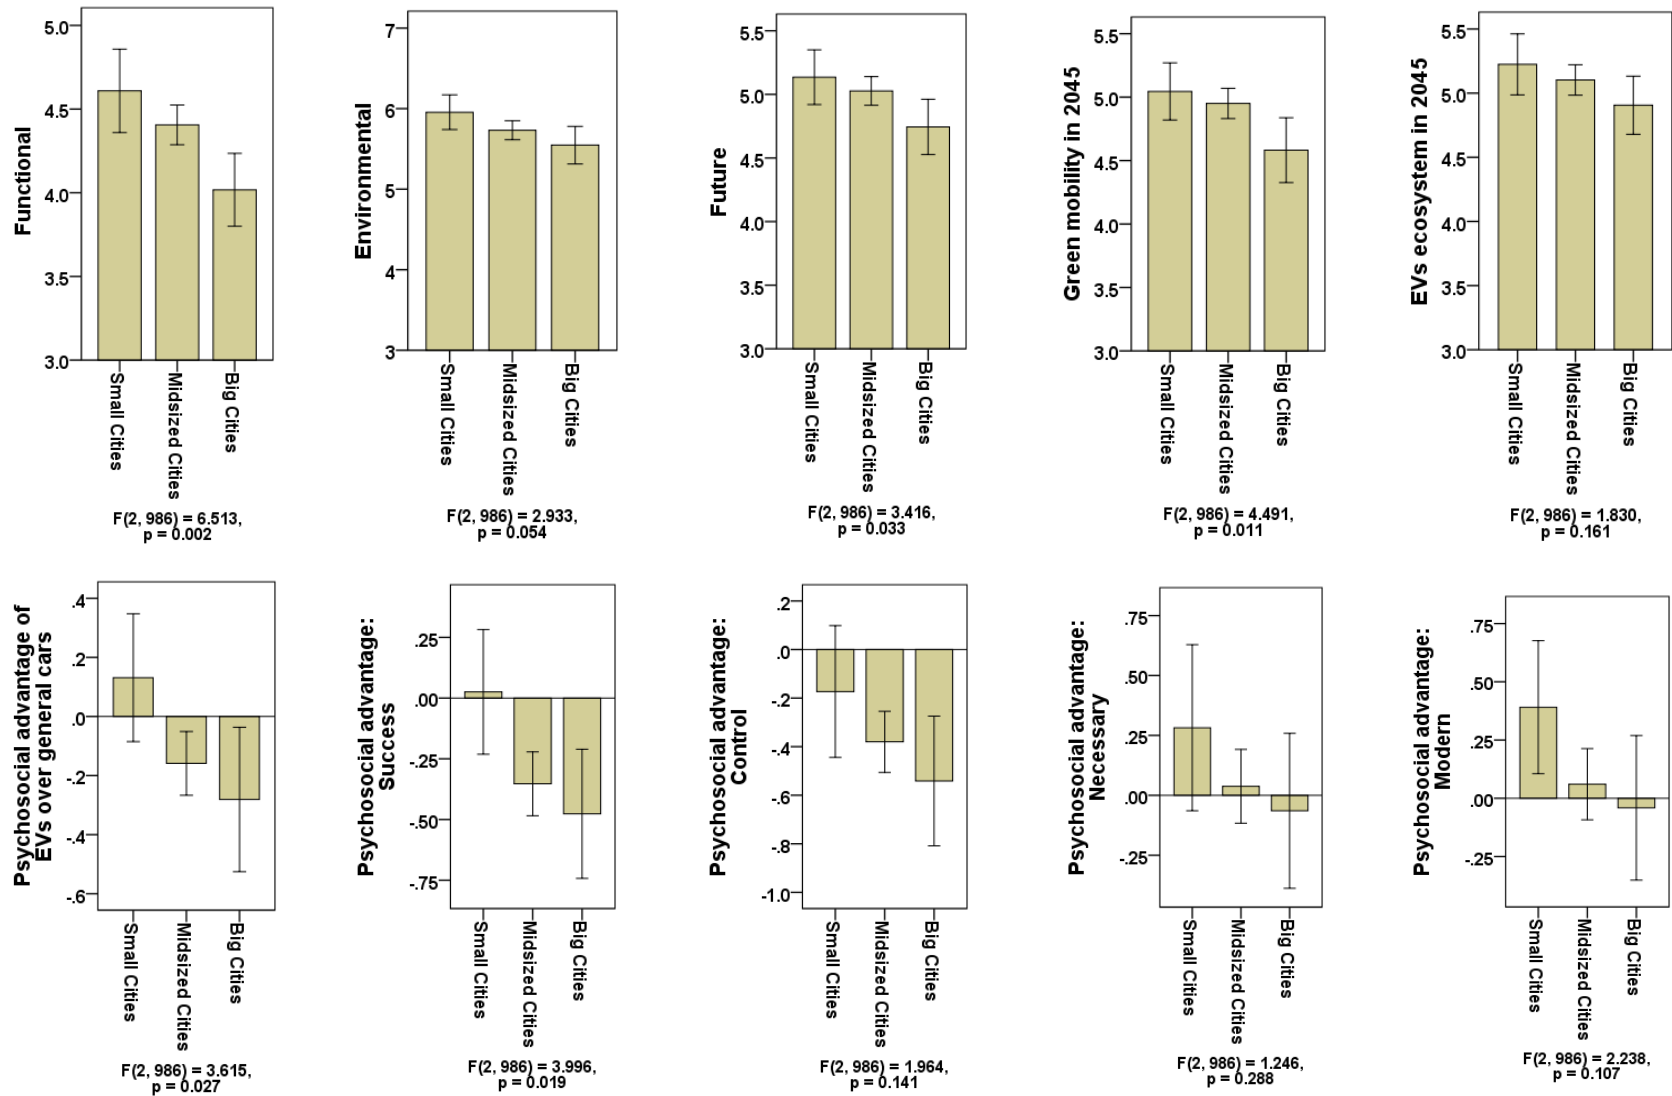 Functional
5.0
4.5
4.0
3.5
3.0
Small Cities
Midsized Cities
Big Cities
F(2, 986) = 6.513,
p = 0.002
Environmental
7
6
5
4
3
Small Cities
Midsized Cities
Big Cities
F(2, 986) = 2.933,
p = 0.054
Future
5.5
5.0
4.5
4.0
3.5
3.0
Small Cities
Midsized Cities
Big Cities
F(2, 986) = 3.416,
p = 0.033
Green mobility in 2045
5.5
5.0
4.5
4.0
3.5
3.0
Small Cities
Midsized Cities
Big Cities
F(2, 986) = 4.491,
p = 0.011
EVs ecosystem in 2045
5.5
5.0
4.5
4.0
3.5
3.0
Small Cities
Midsized Cities
Big Cities
F(2, 986) = 1.830,
p = 0.161
Psychosocial advantage of
EVs over general cars
.4
.2
.0
-.2
-.4
-.6
Small Cities
Midsized Cities
Big Cities
F(2, 986) = 3.615,
p = 0.027
Psychosocial advantage:
Success
.25
.00
-.25
-.50
-.75
Small Cities
Midsized Cities
Big Cities
F(2, 986) = 3.996,
p = 0.019
Psychosocial advantage:
Control
.2
.0
-.2
-.4
-.6
-.8
-1.0
Small Cities
Midsized Cities
Big Cities
F(2, 986) = 1.964,
p = 0.141
Psychosocial advantage:
Necessary
.75
.50
.25
.00
-.25
Small Cities
Midsized Cities
Big Cities
F(2, 986) = 1.246,
p = 0.288
Psychosocial advantage:
Modern
.75
.50
.25
.00
-.25
Small Cities
Midsized Cities
Big Cities
F(2, 986) = 2.238,
p = 0.107